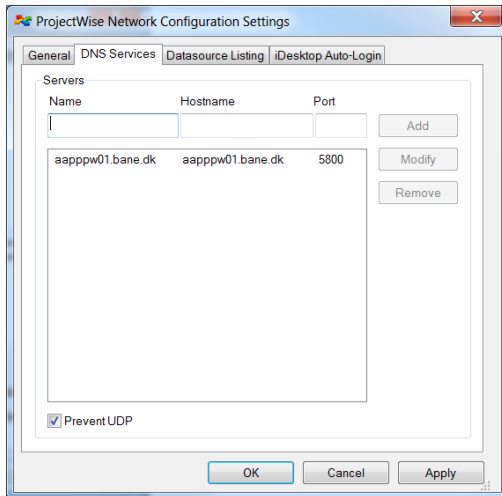 ProjectWise Network Configuration Settings
General DNS Services Datasource Listing iDesktop Auto-Login
Servers
Name Hostname Port
Add
aapppw01.bane.dk aapppw01.bane.dk 5800 Modify
Remove
Prevent UDP
OK Cancel Apply